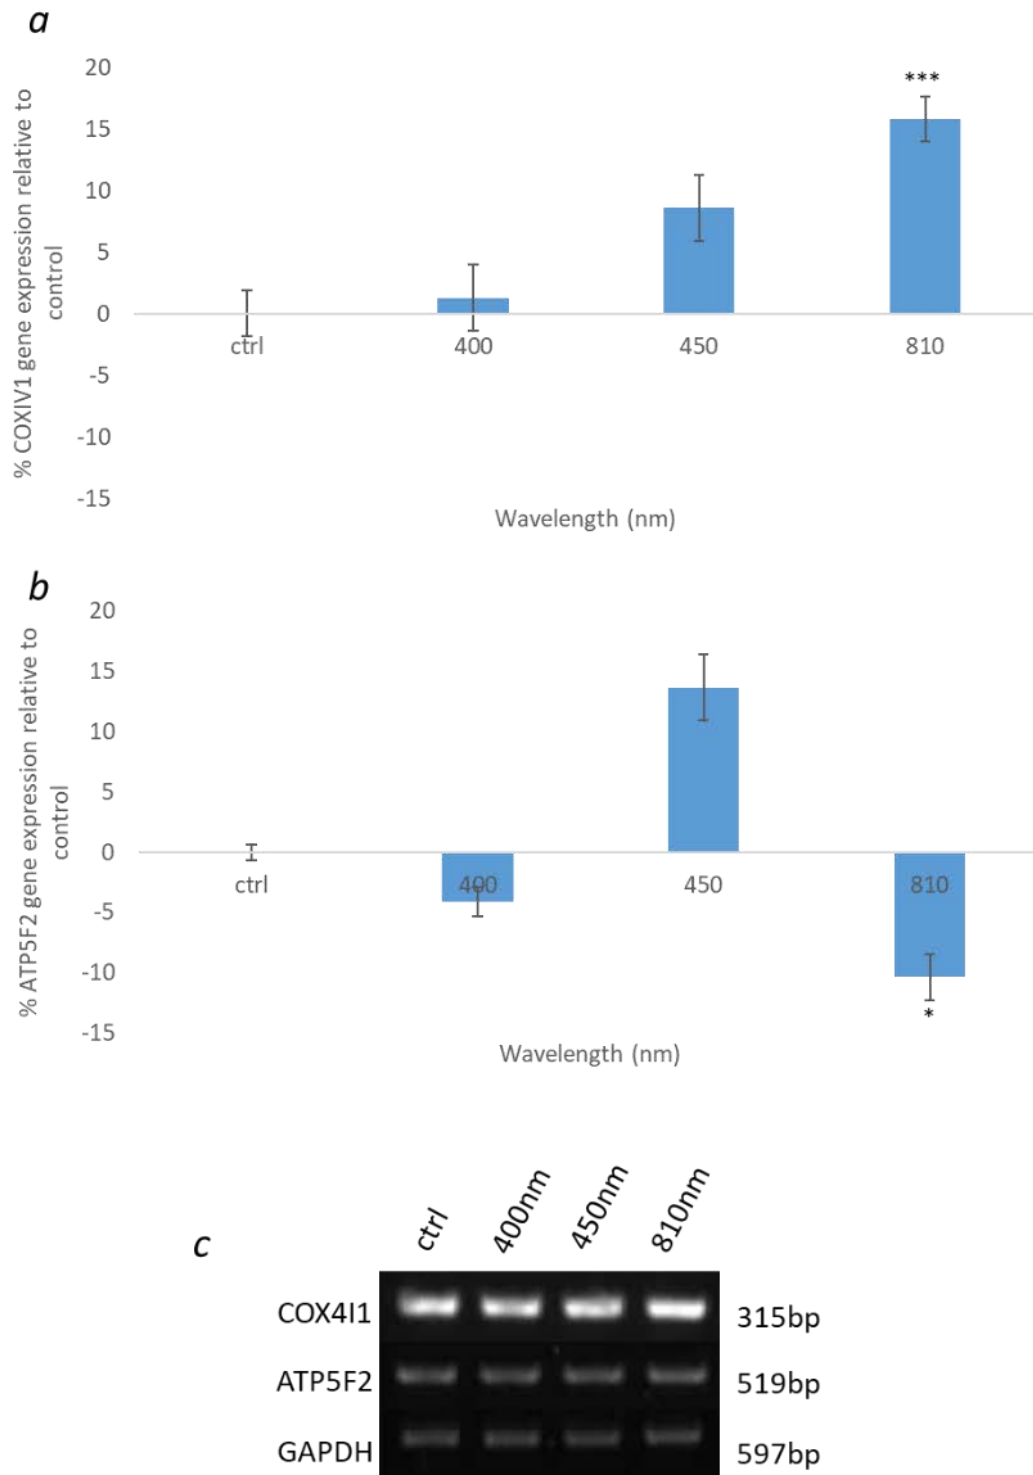 a
% COXIV1 gene expression relative to
control
20
15
10
5
0
-5
-10
-15
***
ctrl
400
450
810
Wavelength (nm)
b
% ATP5F2 gene expression relative to
control
20
15
10
5
0
-5
-10
-15
ctrl
400
450
810
*
Wavelength (nm)
c
ctrl
400nm
450nm
810nm
COX4I1
315bp
ATP5F2
519bp
GAPDH
597bp